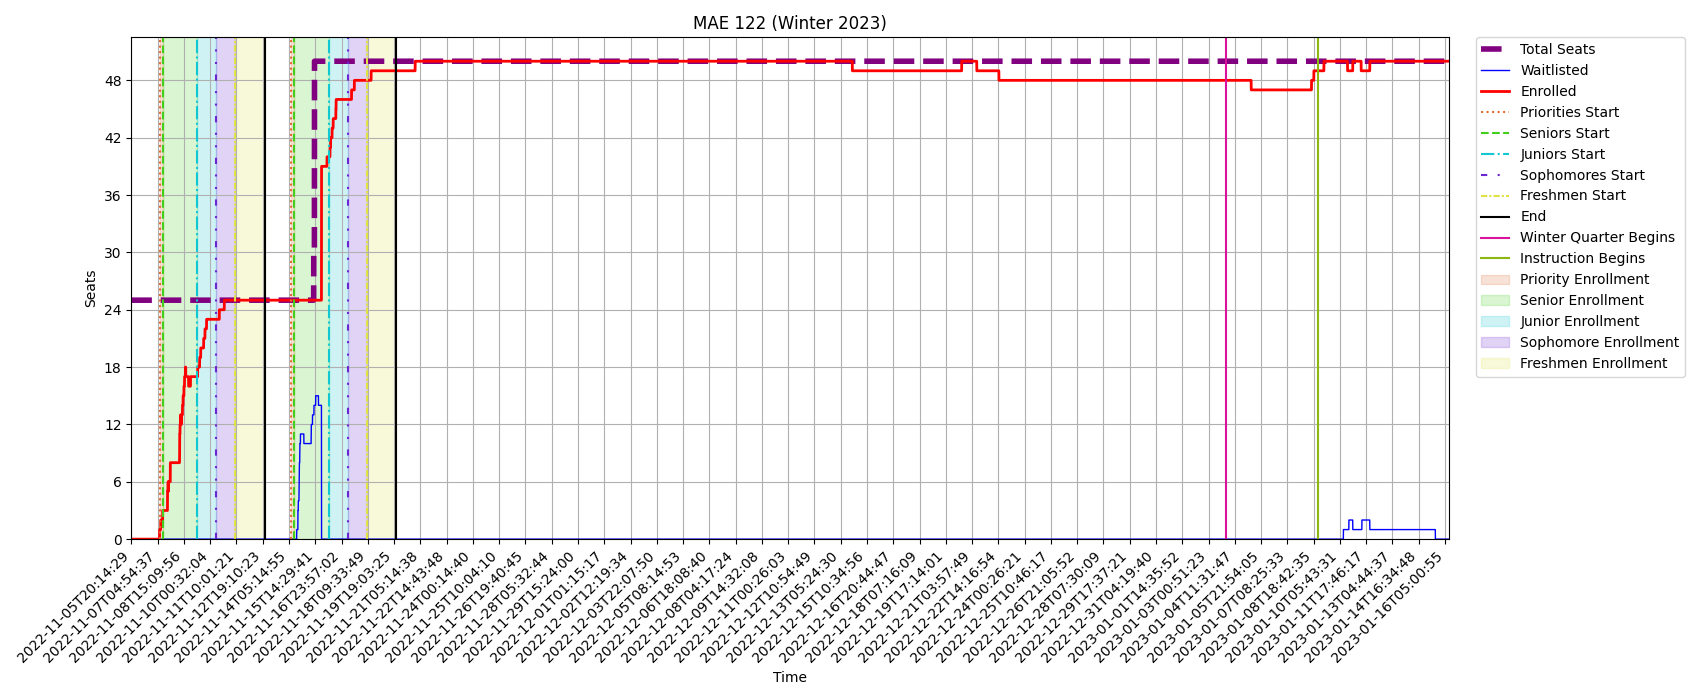 MAE 122 (Winter 2023)
Seats
48
42
36
30
24
18
12
6
0
2022-11-05T20:14:29
2022-11-07T04:54:37
2022-11-08T15:09:56
2022-11-10T00:32:04
2022-11-11T10:01:21
2022-11-12T19:10:23
2022-11-14T05:14:55
2022-11-15T14:29:41
2022-11-16T23:57:02
2022-11-18T09:33:49
2022-11-19T19:03:25
2022-11-21T05:14:38
2022-11-22T14:43:48
2022-11-24T00:14:40
2022-11-25T10:04:10
2022-11-26T19:40:45
2022-11-28T05:32:44
2022-11-29T15:24:00
2022-12-01T01:15:17
2022-12-02T12:19:34
2022-12-03T22:07:50
2022-12-05T08:14:53
2022-12-06T18:08:40
2022-12-08T04:17:24
2022-12-09T14:32:08
2022-12-11T00:26:03
2022-12-12T10:54:49
2022-12-13T05:24:30
2022-12-15T10:34:56
2022-12-16T20:44:47
2022-12-18T07:16:09
2022-12-19T17:14:01
2022-12-21T03:57:49
2022-12-22T14:16:54
2022-12-24T00:26:21
2022-12-25T10:46:17
2022-12-26T21:05:52
2022-12-28T07:30:09
2022-12-29T17:37:21
2022-12-31T04:19:40
2023-01-01T14:35:52
2023-01-03T00:51:23
2023-01-04T11:31:47
2023-01-05T21:54:05
2023-01-07T08:25:33
2023-01-08T18:42:35
2023-01-10T05:43:31
2023-01-11T17:46:17
2023-01-13T04:44:37
2023-01-14T16:34:48
2023-01-16T05:00:55
Time
Total Seats
Waitlisted
Enrolled
Priorities Start
Seniors Start
Juniors Start
Sophomores Start
Freshmen Start
End
Winter Quarter Begins
Instruction Begins
Priority Enrollment
Senior Enrollment
Junior Enrollment
Sophomore Enrollment
Freshmen Enrollment